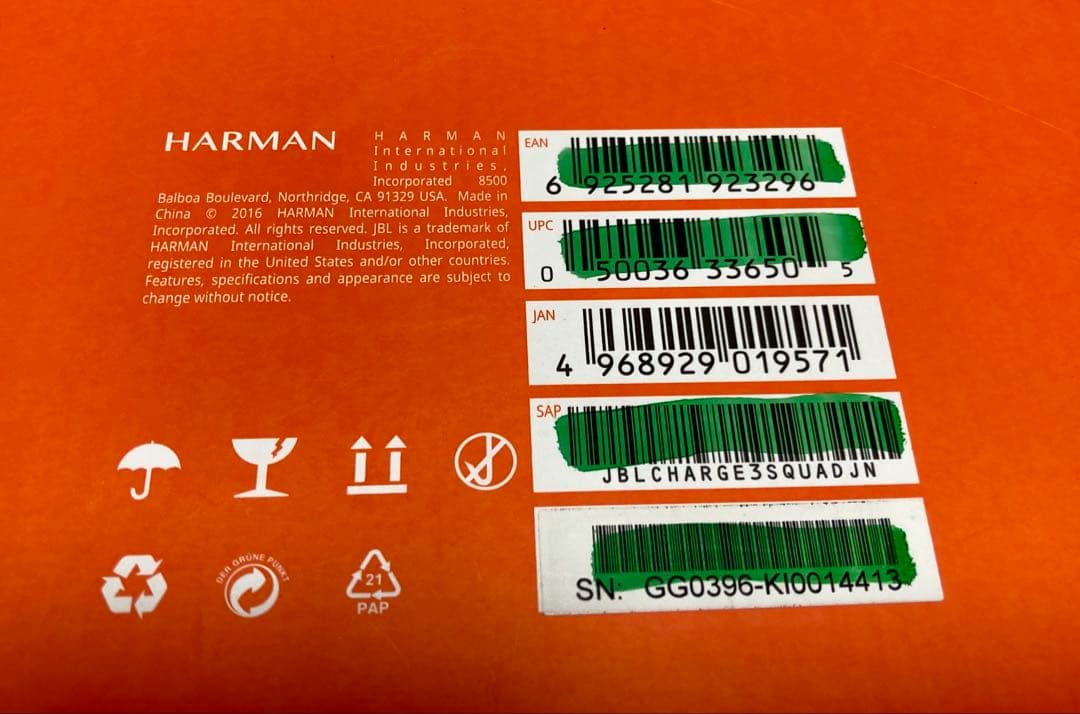 HARMAN
HARMAN
International
Industries,
Incorporated 8500
Balboa Boulevard, Northridge, CA 91329 USA. Made in
China © 2016 HARMAN International Industries,
Incorporated. All rights reserved. JBL is a trademark of
HARMAN International Industries, Incorporated,
registered in the United States and/or other countries.
Features, specifications and appearance are subject to
change without notice.
EAN
6 925281 923296
UPC
0 50036 33650 5
JAN
4 968929 019571
SAP
JBLCHARGE3SQUADJN
SN: GG0396-KI0014413
DER GRÜNE PUNKT
21
PAP